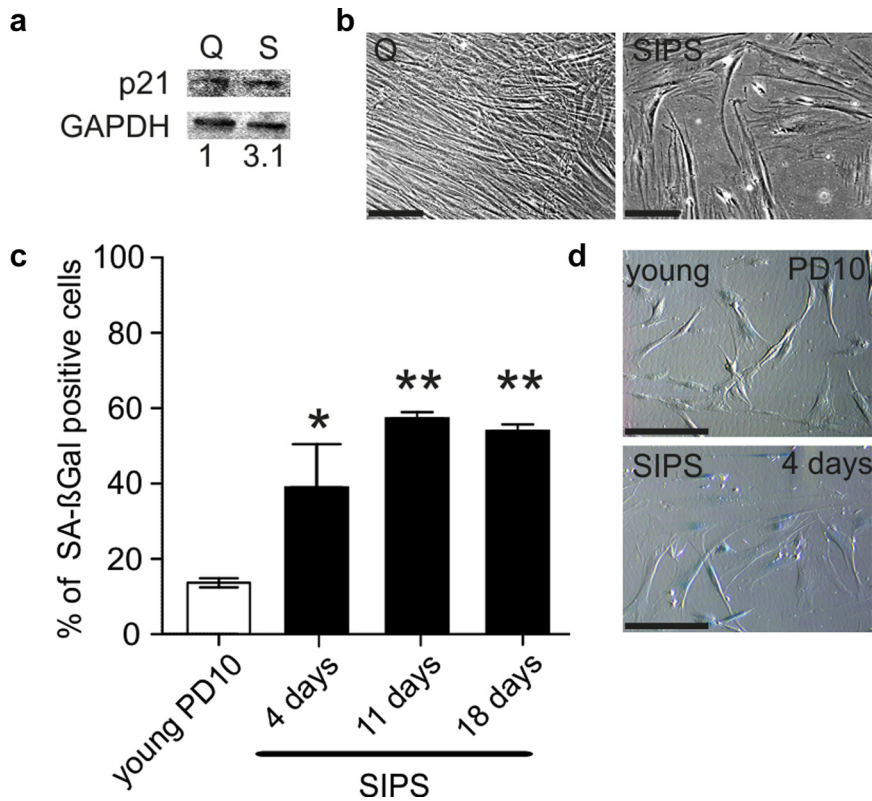 a
Q S
p21
GAPDH
1 3.1
b
Q
SIPS
c
% of SA-ßGal positive cells
100
80
60
40
20
0
*
**
**
young PD10
4 days
11 days
18 days
SIPS
d
young PD10
SIPS 4 days